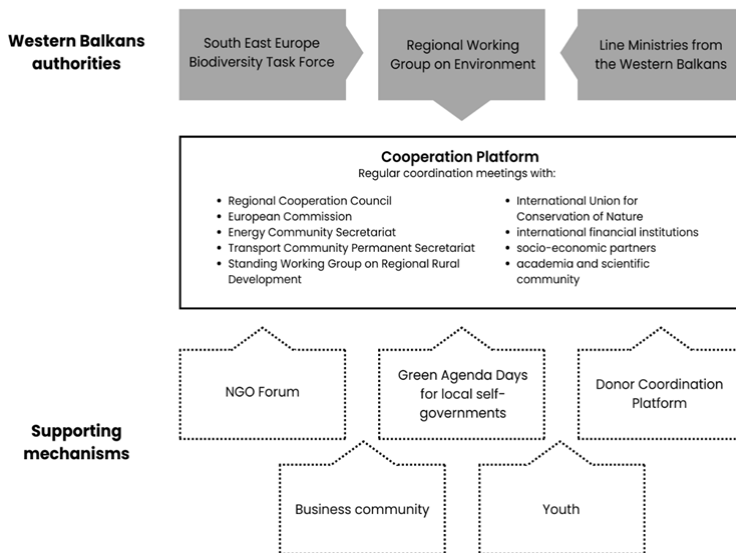 Western Balkans
authorities
South East Europe
Biodiversity Task Force
Regional Working
Group on Environment
Line Ministries from
the Western Balkans
Cooperation Platform
Regular coordination meetings with:
• Regional Cooperation Council
• European Commission
• Energy Community Secretariat
• Transport Community Permanent Secretariat
• Standing Working Group on Regional Rural
Development
• International Union for
Conservation of Nature
• international financial institutions
• socio-economic partners
• academia and scientific
community
Supporting
mechanisms
NGO Forum
Green Agenda Days
for local self-
governments
Donor Coordination
Platform
Business community
Youth